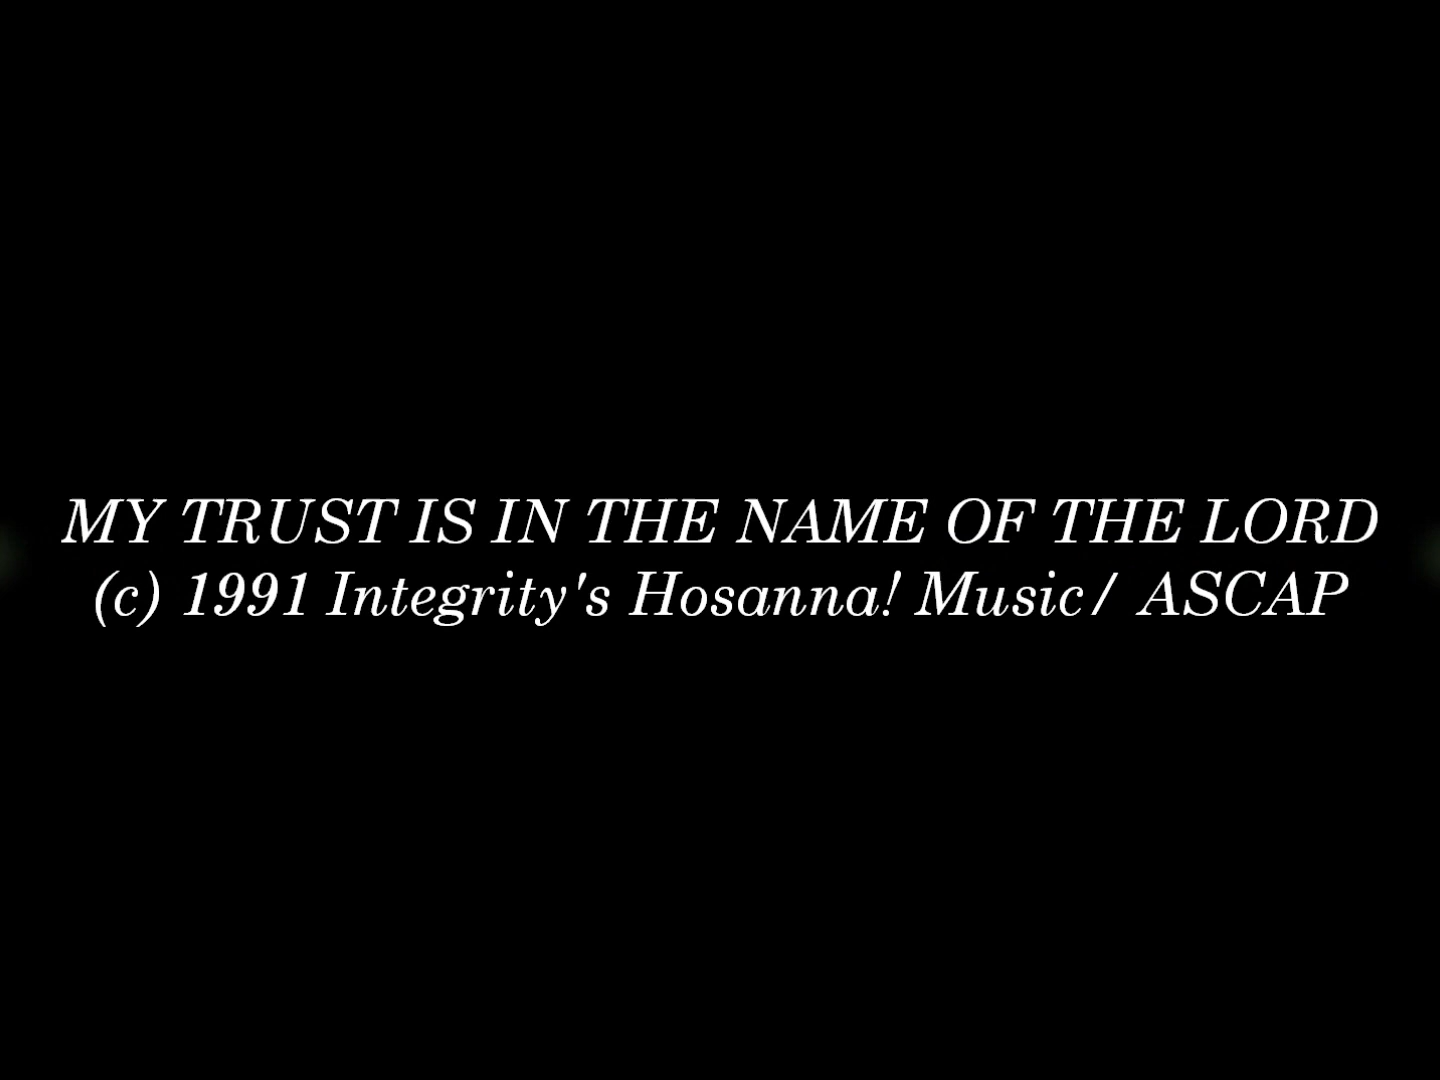 MY TRUST IS IN THE NAME OF THE LORD
(c) 1991 Integrity's Hosanna! Music/ ASCAP